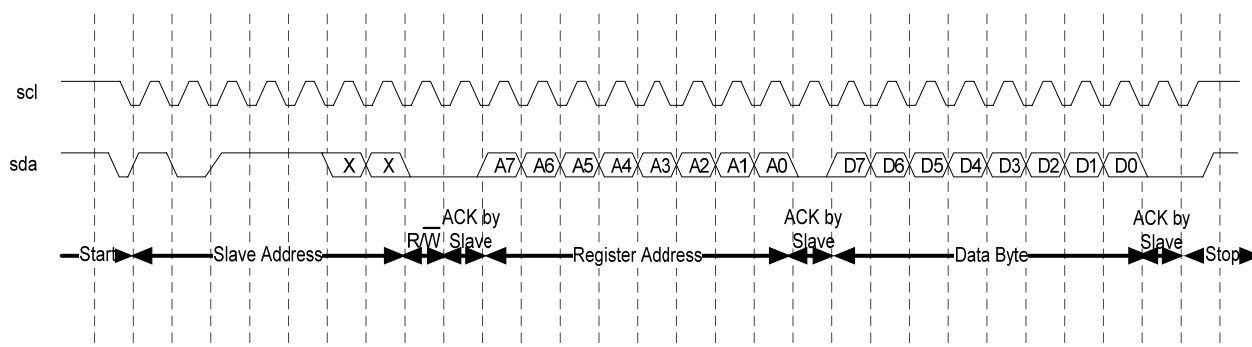 scl
sda X X A7 A6 A5 A4 A3 A2 A1 A0 D7 D6 D5 D4 D3 D2 D1 D0
Start
Slave Address
R/W̅
ACK by
Slave
Register Address
ACK by
Slave
Data Byte
ACK by
Slave
Stop